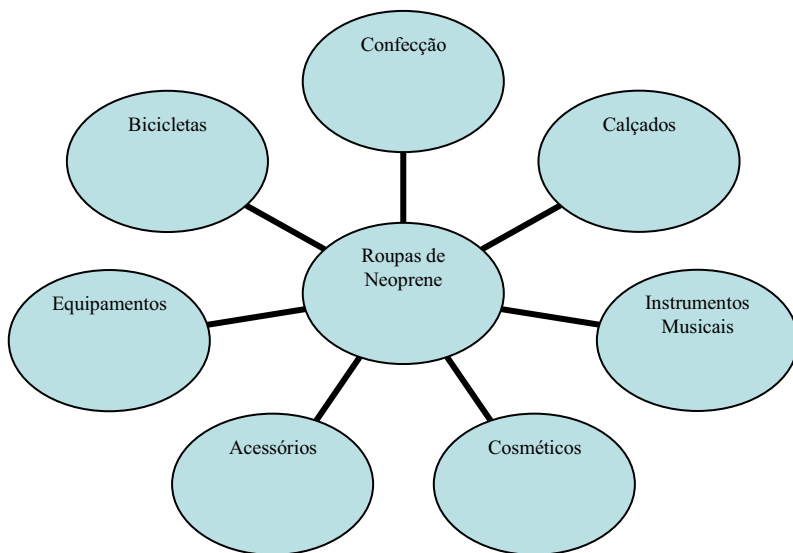 Confecção
Bicicletas
Calçados
Roupas de
Neoprene
Equipamentos
Instrumentos
Musicais
Acessórios
Cosméticos